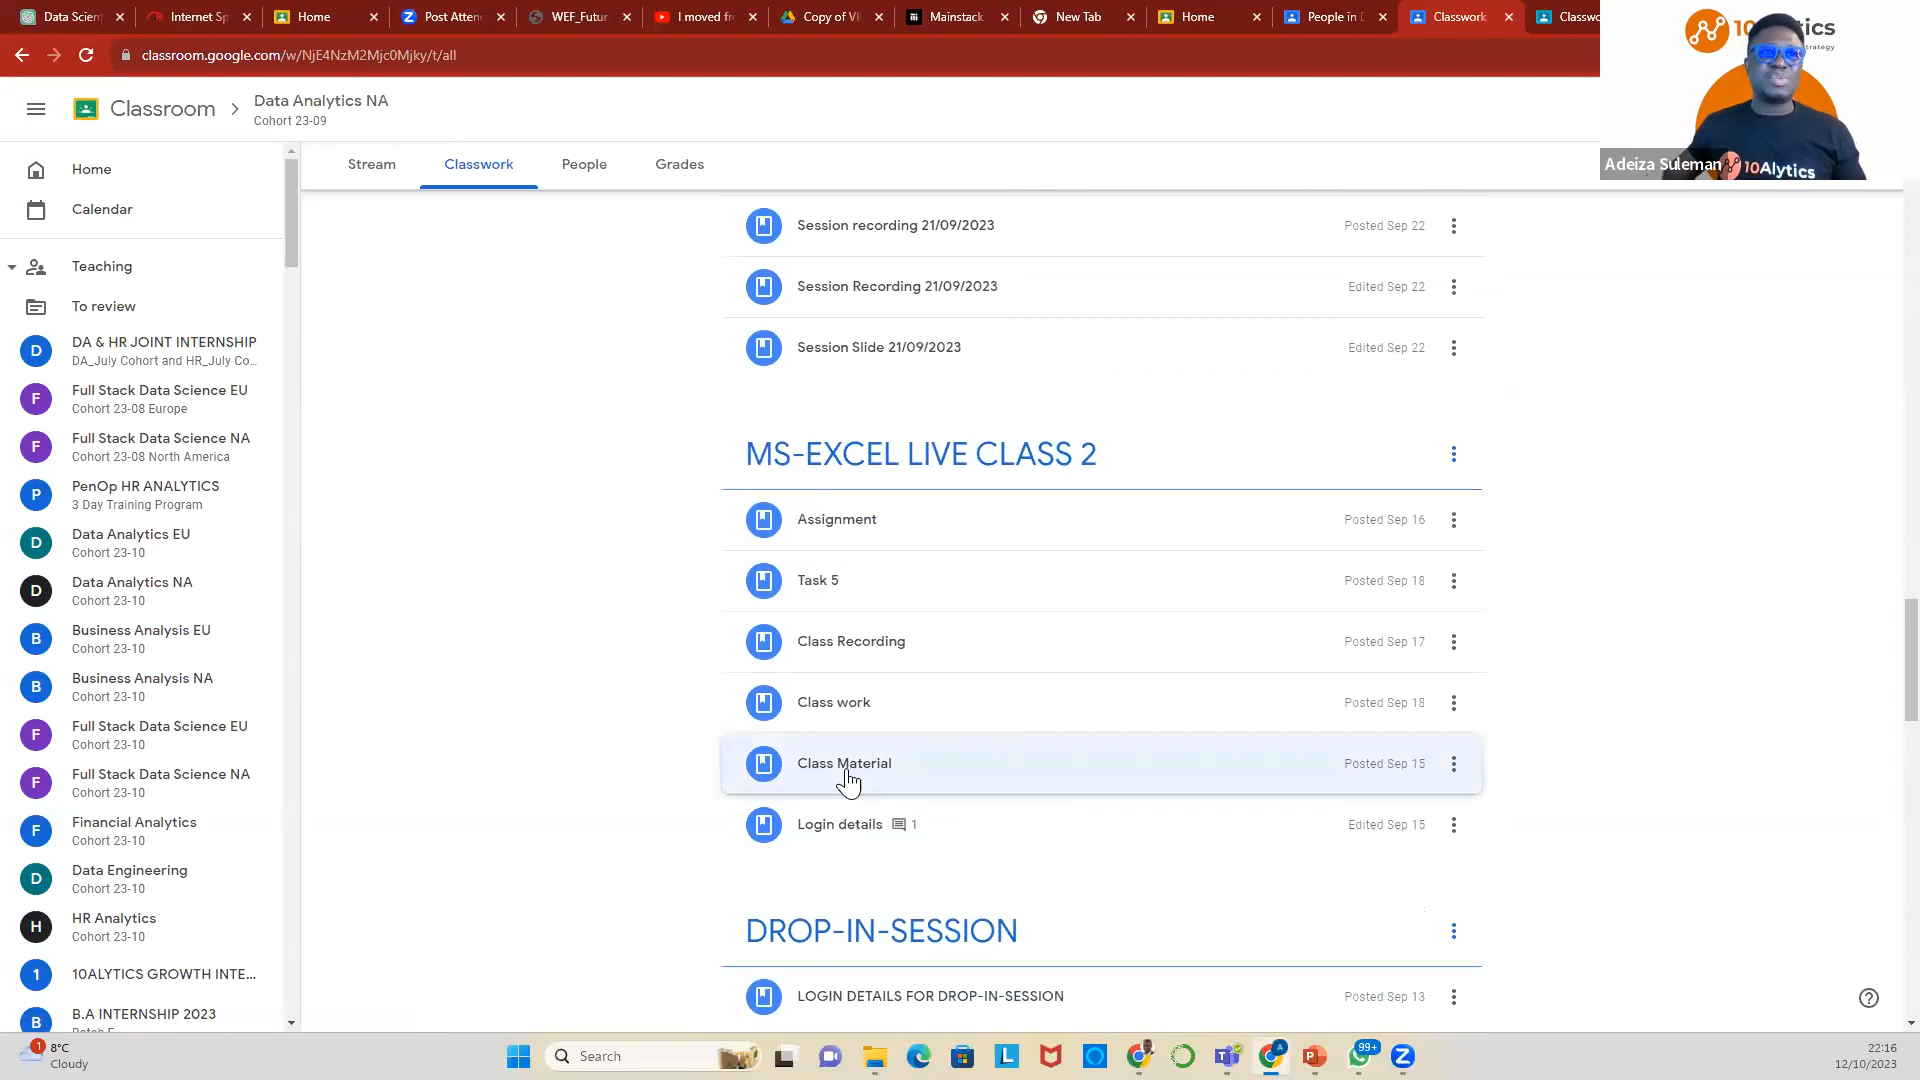 Data Scien
Internet Sp
Home
Post Atten
WEF_Futur
I moved fr
Copy of VI
Mainstack
New Tab
Home
People in D
Classwork
Classwo
classroom.google.com/w/NjE4NzM2Mjc0Mjky/t/all
Classroom
Data Analytics NA
Cohort 23-09
Adeiza Suleman
10Alytics
Stream
Classwork
People
Grades
Home
Calendar
Teaching
To review
D
DA & HR JOINT INTERNSHIP
DA_July Cohort and HR_July Co...
F
Full Stack Data Science EU
Cohort 23-08 Europe
F
Full Stack Data Science NA
Cohort 23-08 North America
P
PenOp HR ANALYTICS
3 Day Training Program
D
Data Analytics EU
Cohort 23-10
D
Data Analytics NA
Cohort 23-10
B
Business Analysis EU
Cohort 23-10
B
Business Analysis NA
Cohort 23-10
F
Full Stack Data Science EU
Cohort 23-10
F
Full Stack Data Science NA
Cohort 23-10
F
Financial Analytics
Cohort 23-10
D
Data Engineering
Cohort 23-10
H
HR Analytics
Cohort 23-10
1
10ALYTICS GROWTH INTE...
B
B.A INTERNSHIP 2023
Session recording 21/09/2023
Posted Sep 22
Session Recording 21/09/2023
Edited Sep 22
Session Slide 21/09/2023
Edited Sep 22
MS-EXCEL LIVE CLASS 2
Assignment
Posted Sep 16
Task 5
Posted Sep 18
Class Recording
Posted Sep 17
Class work
Posted Sep 18
Class Material
Posted Sep 15
Login details
1
Edited Sep 15
DROP-IN-SESSION
LOGIN DETAILS FOR DROP-IN-SESSION
Posted Sep 13
1
8°C
Cloudy
Search
99+
22:16
12/10/2023